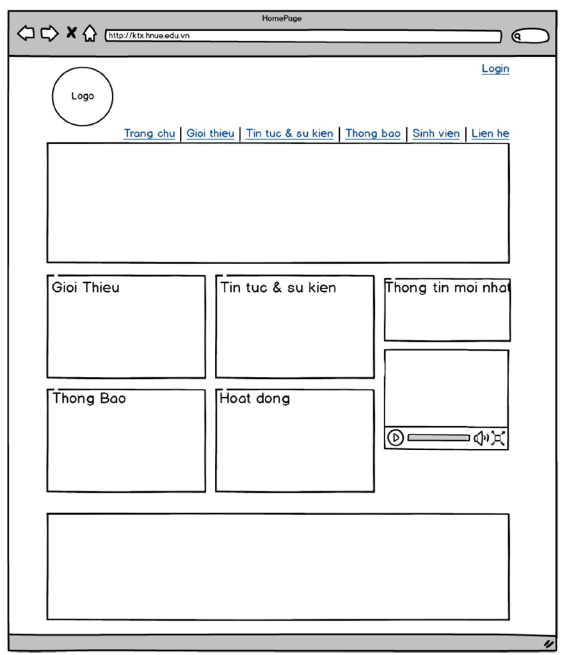 HomePage
http://ktx.hnue.edu.vn
Login
Logo
Trang chu | Gioi thieu | Tin tuc & su kien | Thong bao | Sinh vien | Lien he
Gioi Thieu
Tin tuc & su kien
Thong tin moi nhat
Thong Bao
Hoat dong